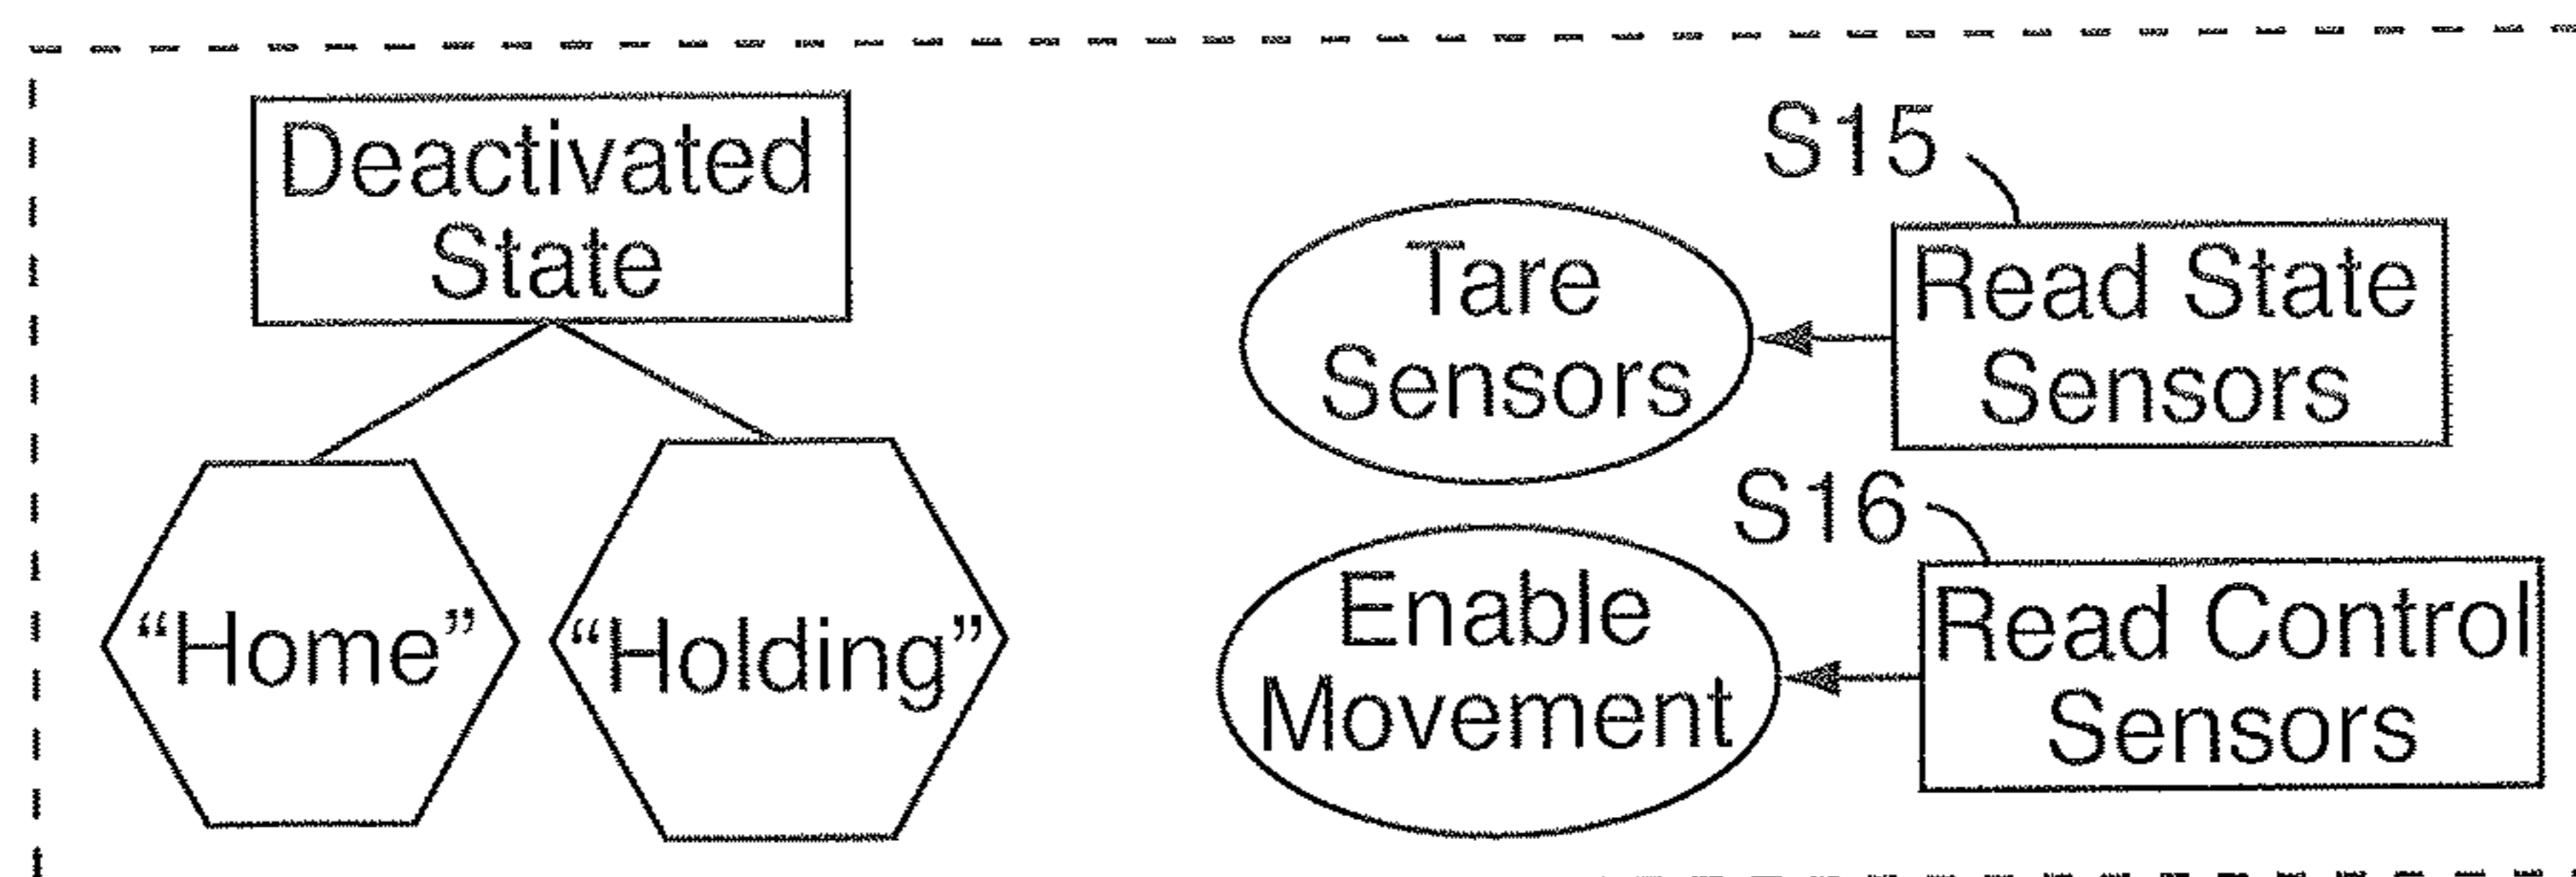 Deactivated
State
"Home"
"Holding"
S15
Tare
Sensors
Read State
Sensors
S16
Enable
Movement
Read Control
Sensors